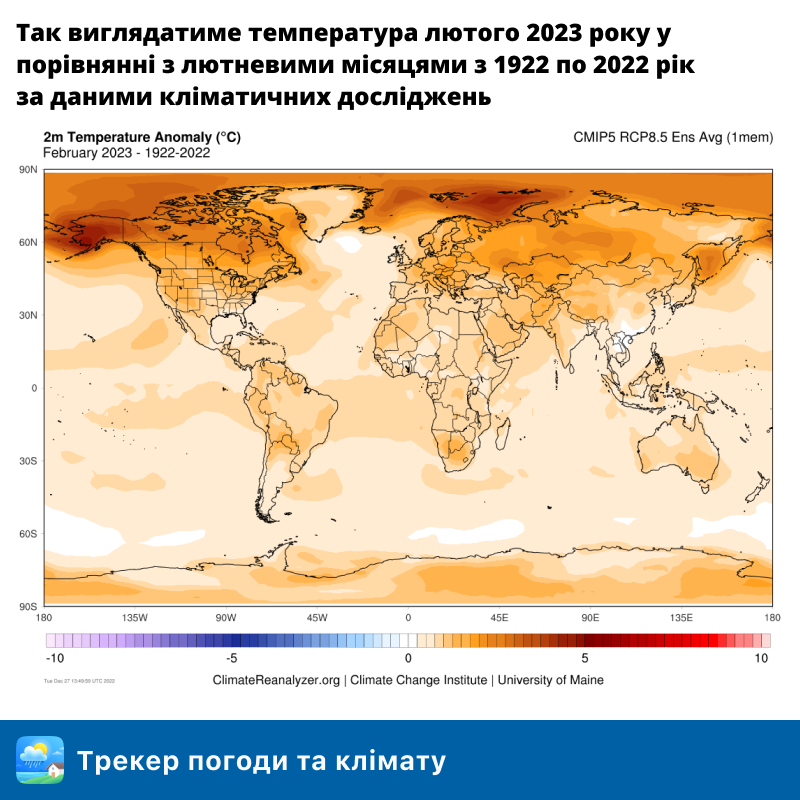 Так виглядатиме температура лютого 2023 року у
порівнянні з лютневими місяцями з 1922 по 2022 рік
за даними кліматичних досліджень
2m Temperature Anomaly (°C)
CMIP5 RCP8.5 Ens Avg (1mem)
February 2023 - 1922-2022
90N
60N
30N
0
30S
60S
90S
180 135W 90W 45W 0 45E 90E 135E 180
-10 -5 0 5 10
Tue Dec 27 13:49:55 UTC 2022
ClimateReanalyzer.org | Climate Change Institute | University of Maine
Трекер погоди та клімату